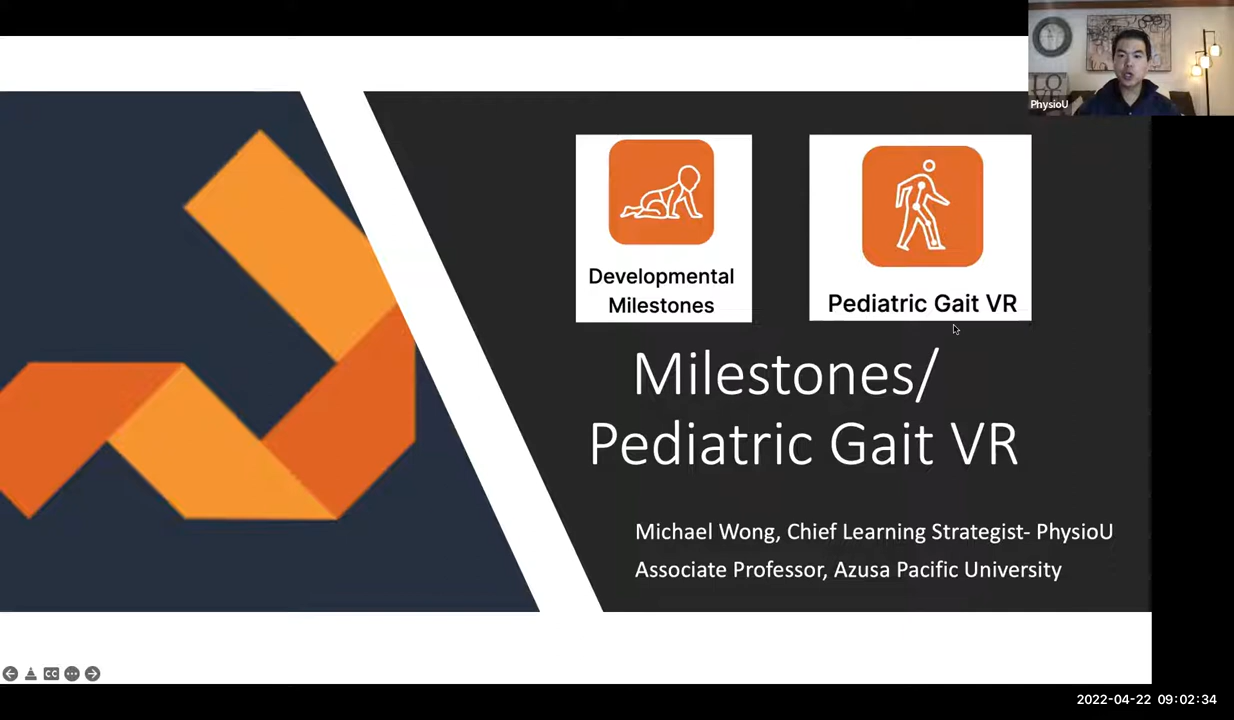 PhysioU
Developmental
Milestones
Pediatric Gait VR
Milestones/
Pediatric Gait VR
Michael Wong, Chief Learning Strategist- PhysioU
Associate Professor, Azusa Pacific University
CC
2022-04-22 09:02:34